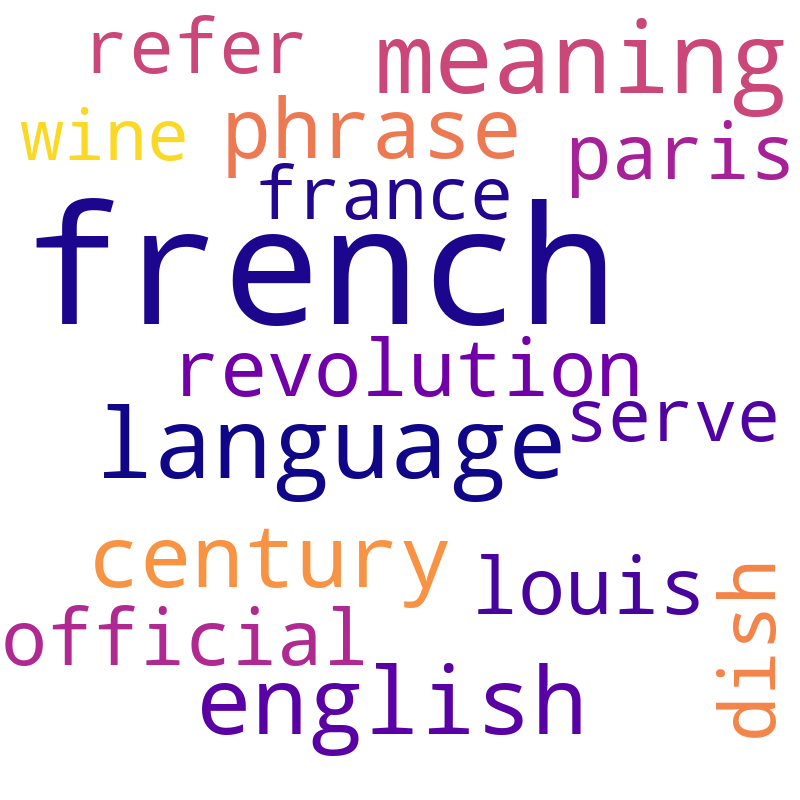 refer meaning
wine phrase paris
france
french
revolution
serve
language
century
louis
dish
official
english